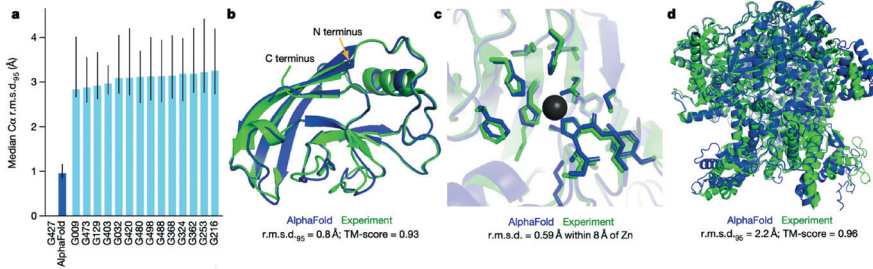 a
Median Cα r.m.s.d.95 (Å)
4
3
2
1
0
G427
AlphaFold
G009
G473
G129
G403
G032
G420
G480
G498
G488
G368
G324
G362
G253
G216
b
N terminus
C terminus
AlphaFold Experiment
r.m.s.d.95 = 0.8 Å; TM-score = 0.93
c
AlphaFold Experiment
r.m.s.d. = 0.59 Å within 8 Å of Zn
d
AlphaFold Experiment
r.m.s.d.95 = 2.2 Å; TM-score = 0.96